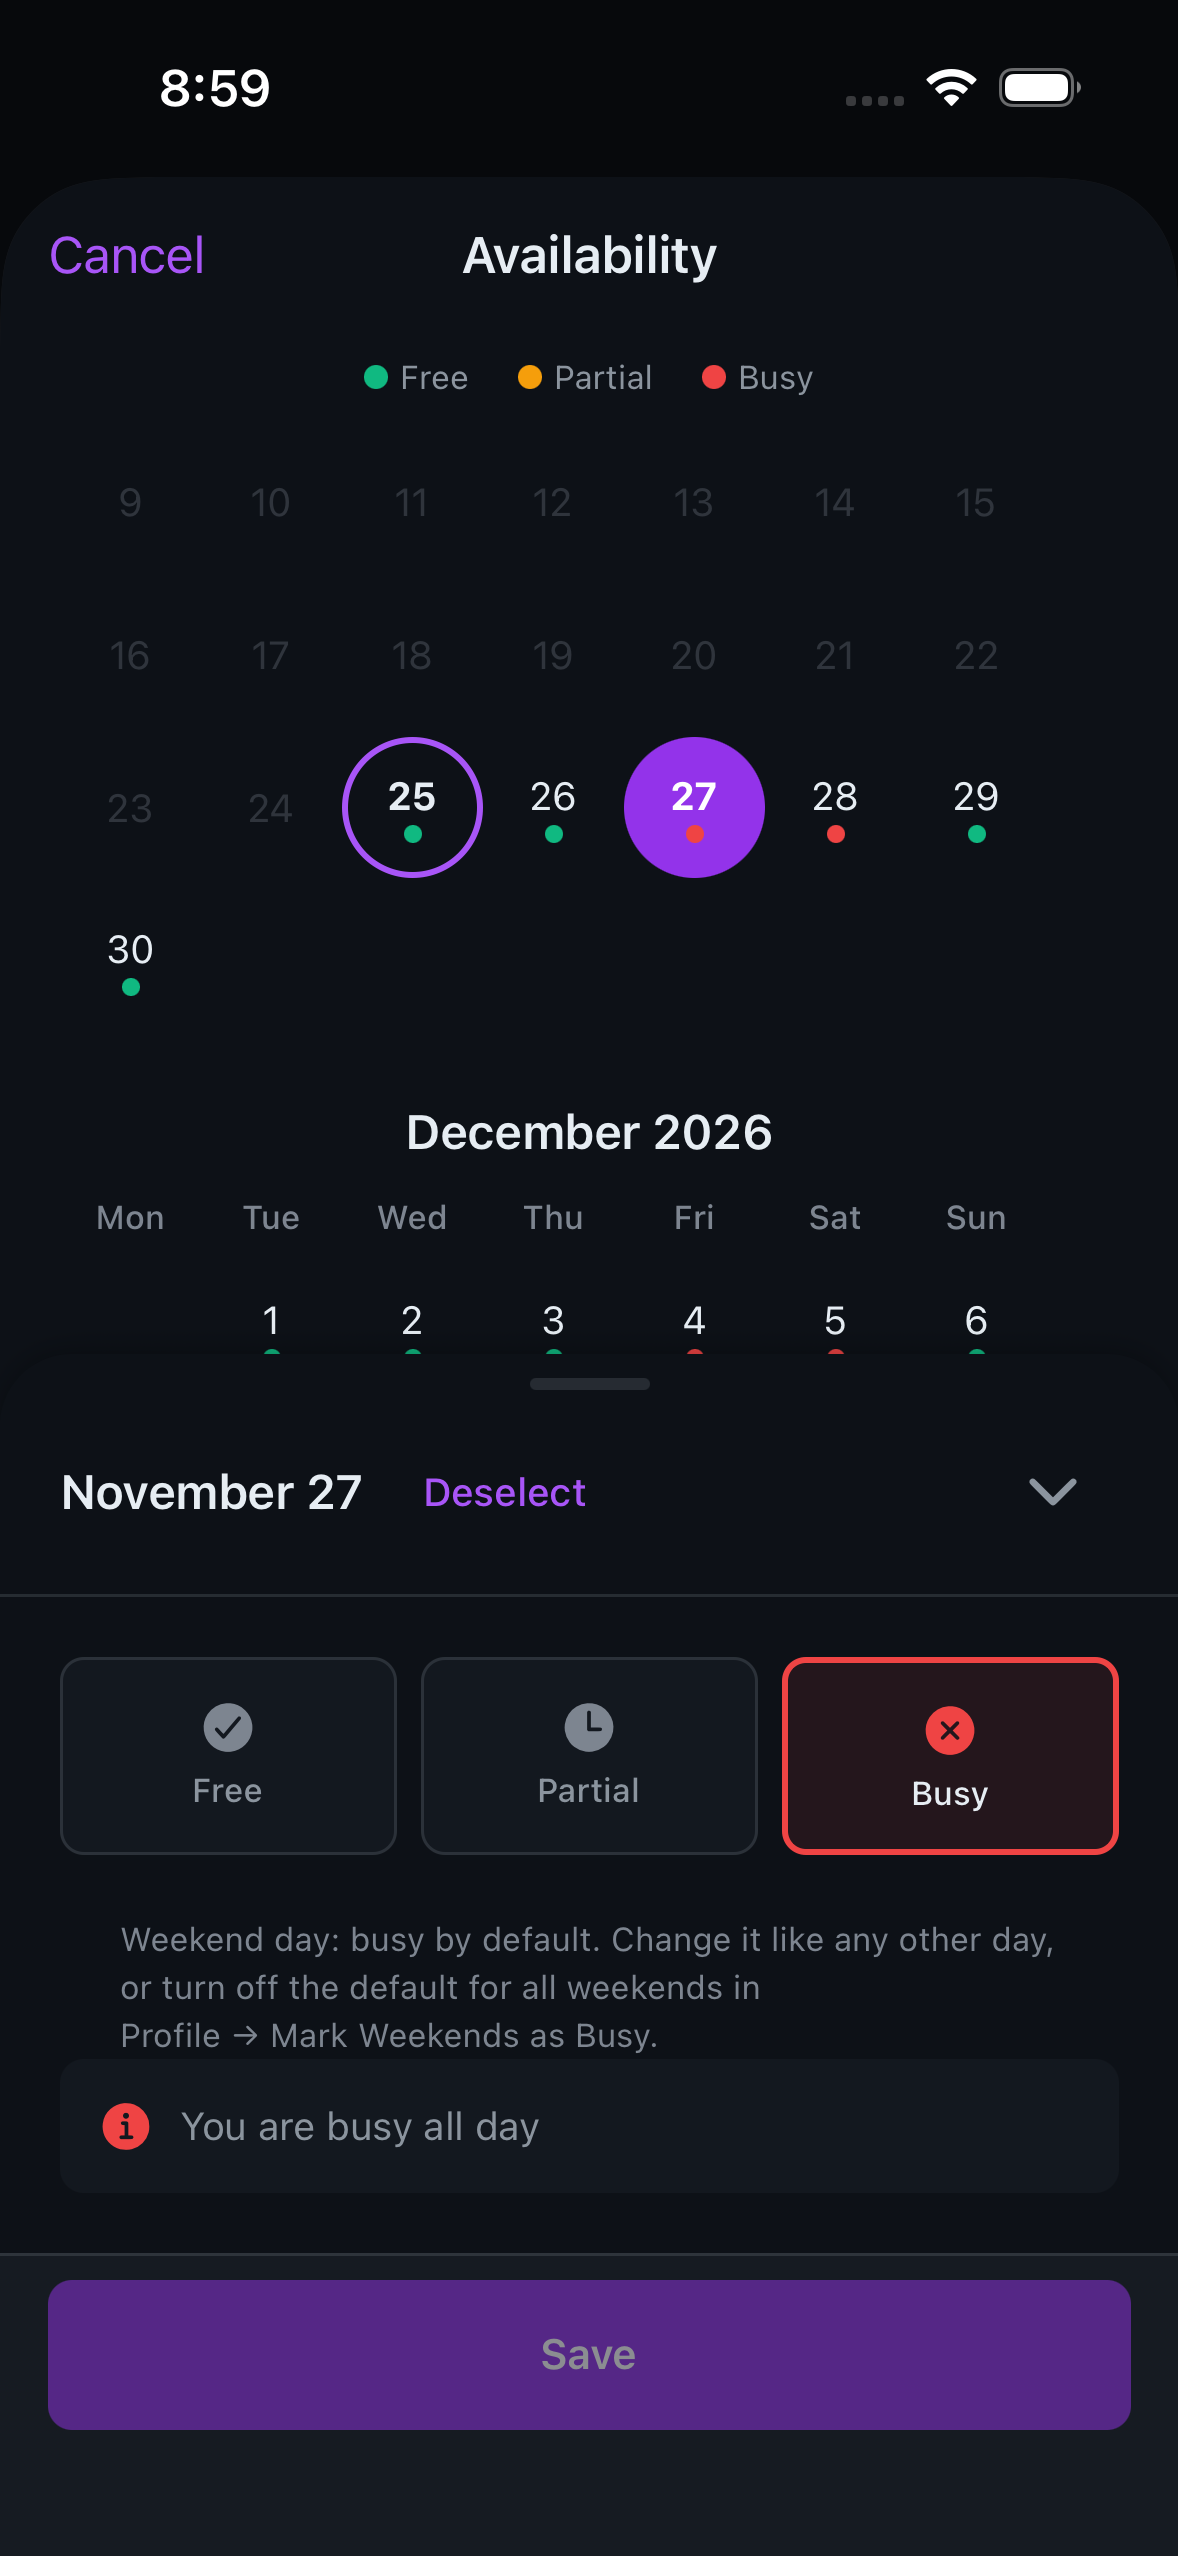 8:59
Cancel Availability
Free Partial Busy
9 10 11 12 13 14 15
16 17 18 19 20 21 22
23 24 25 26 27 28 29
30
December 2026
Mon Tue Wed Thu Fri Sat Sun
1 2 3 4 5 6
November 27 Deselect
Free Partial Busy
Weekend day: busy by default. Change it like any other day,
or turn off the default for all weekends in
Profile → Mark Weekends as Busy.
You are busy all day
Save